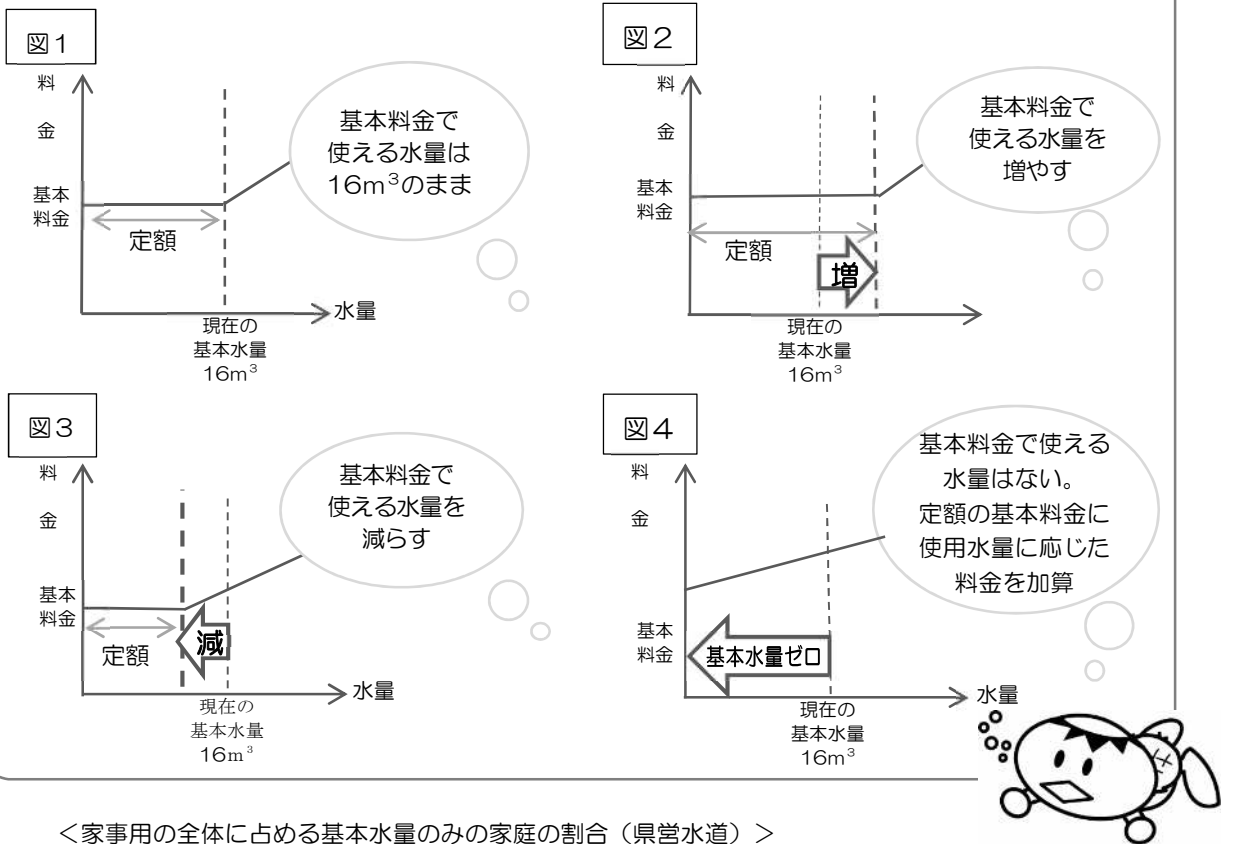 図１
料
金
基本
料金
定額
基本料金で
使える水量は
16m³のまま
水量
現在の
基本水量
16m³
図２
料
金
基本
料金
定額
増
基本料金で
使える水量を
増やす
現在の
基本水量
16m³
図３
料
金
基本
料金
定額
減
基本料金で
使える水量を
減らす
水量
現在の
基本水量
16m³
図４
料
金
基本
料金
基本水量ゼロ
基本料金で使える
水量はない。
定額の基本料金に
使用水量に応じた
料金を加算
水量
現在の
基本水量
16m³
＜家事用の全体に占める基本水量のみの家庭の割合（県営水道）＞